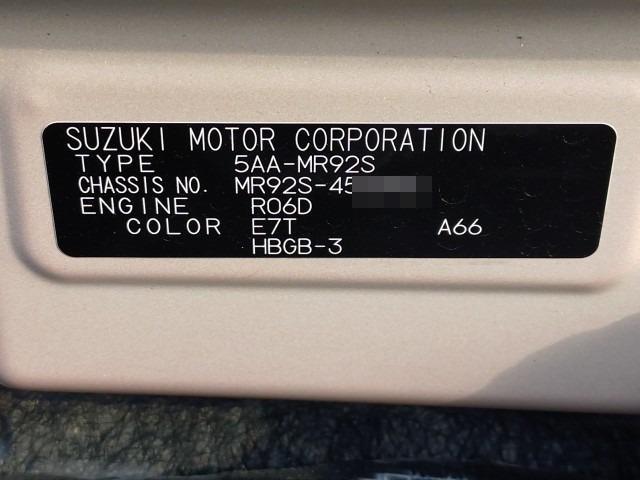 SUZUKI MOTOR CORPORATION
TYPE 5AA-MR92S
CHASSIS NO. MR92S-45
ENGINE R06D
COLOR E7T A66
HBGB-3